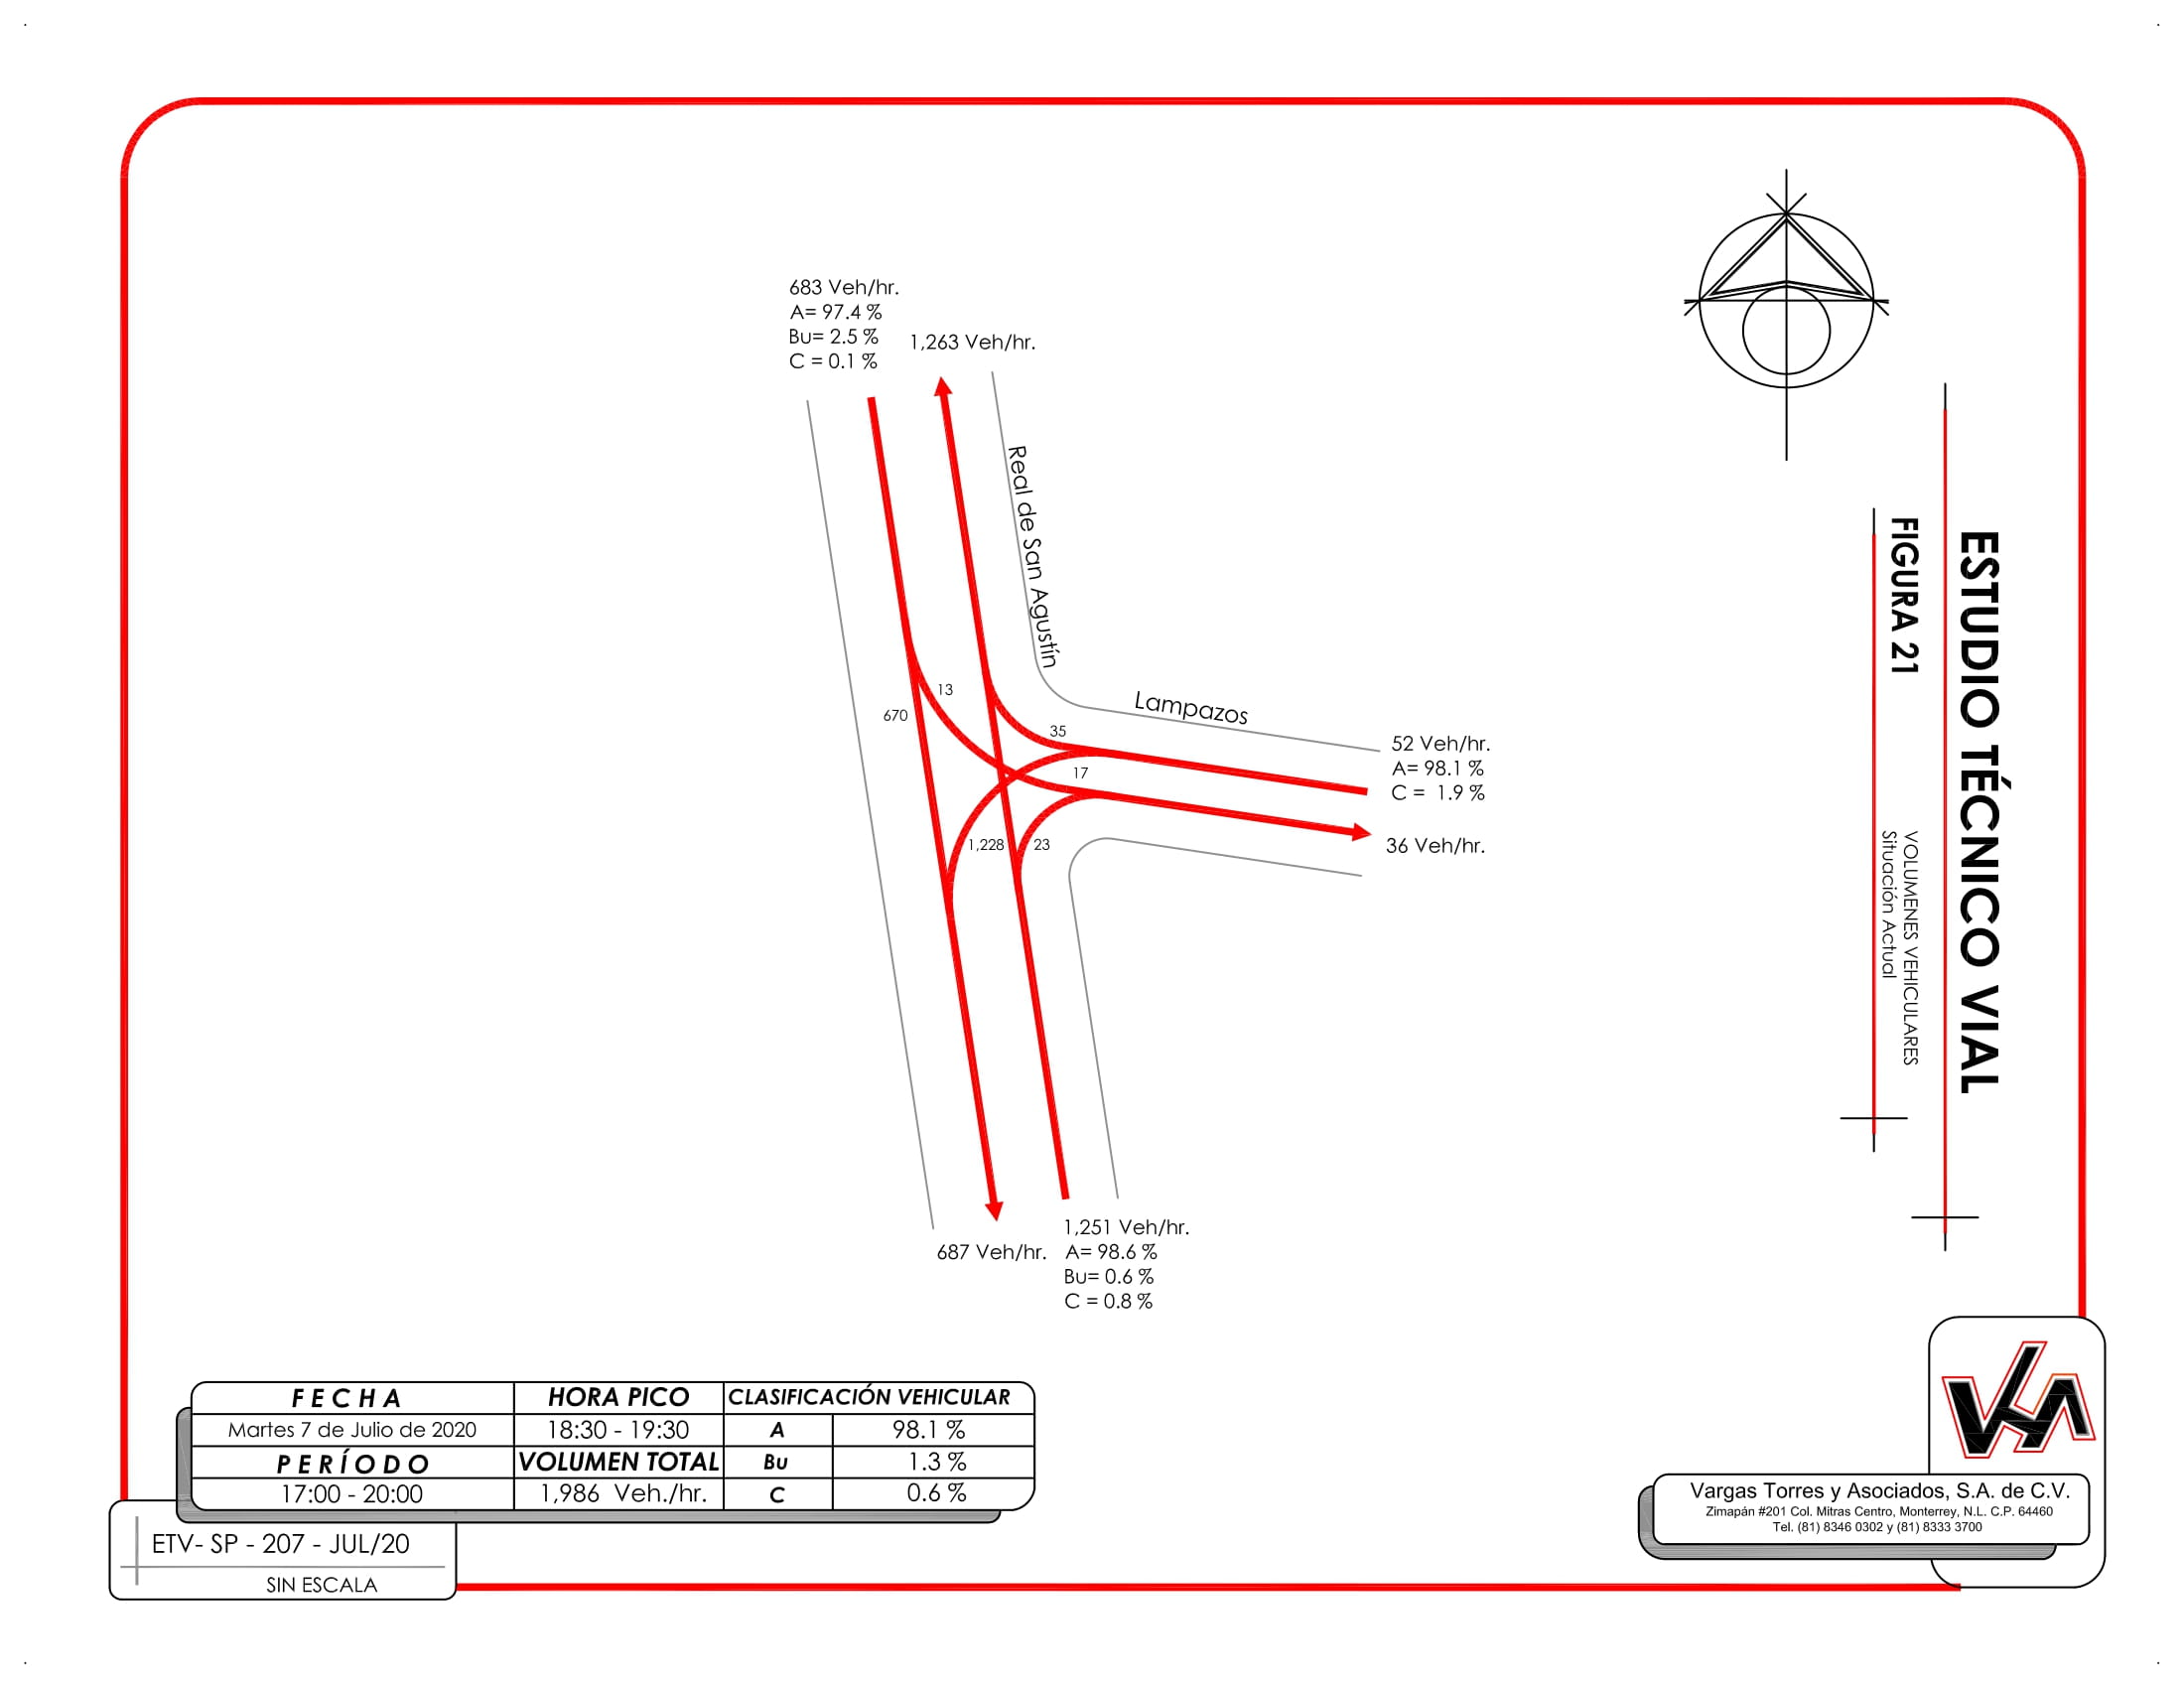 683 Veh/hr.
A= 97.4 %
Bu= 2.5 %
C = 0.1 %
1,263 Veh/hr.
Real de San Agustín
Lampazos
13
670
35
17
1,228
23
52 Veh/hr.
A= 98.1 %
C =  1.9 %
36 Veh/hr.
687 Veh/hr.
1,251 Veh/hr.
A= 98.6 %
Bu= 0.6 %
C = 0.8 %
ESTUDIO TÉCNICO VIAL
FIGURA 21
VOLUMENES VEHICULARES
Situación Actual
FECHA HORA PICO CLASIFICACIÓN VEHICULAR
Martes 7 de Julio de 2020 18:30 - 19:30 A 98.1 %
PERÍODO VOLUMEN TOTAL Bu 1.3 %
17:00 - 20:00 1,986 Veh./hr. C 0.6 %
ETV- SP - 207 - JUL/20
SIN ESCALA
Vargas Torres y Asociados, S.A. de C.V.
Zimapán #201 Col. Mitras Centro, Monterrey, N.L. C.P. 64460
Tel. (81) 8346 0302 y (81) 8333 3700